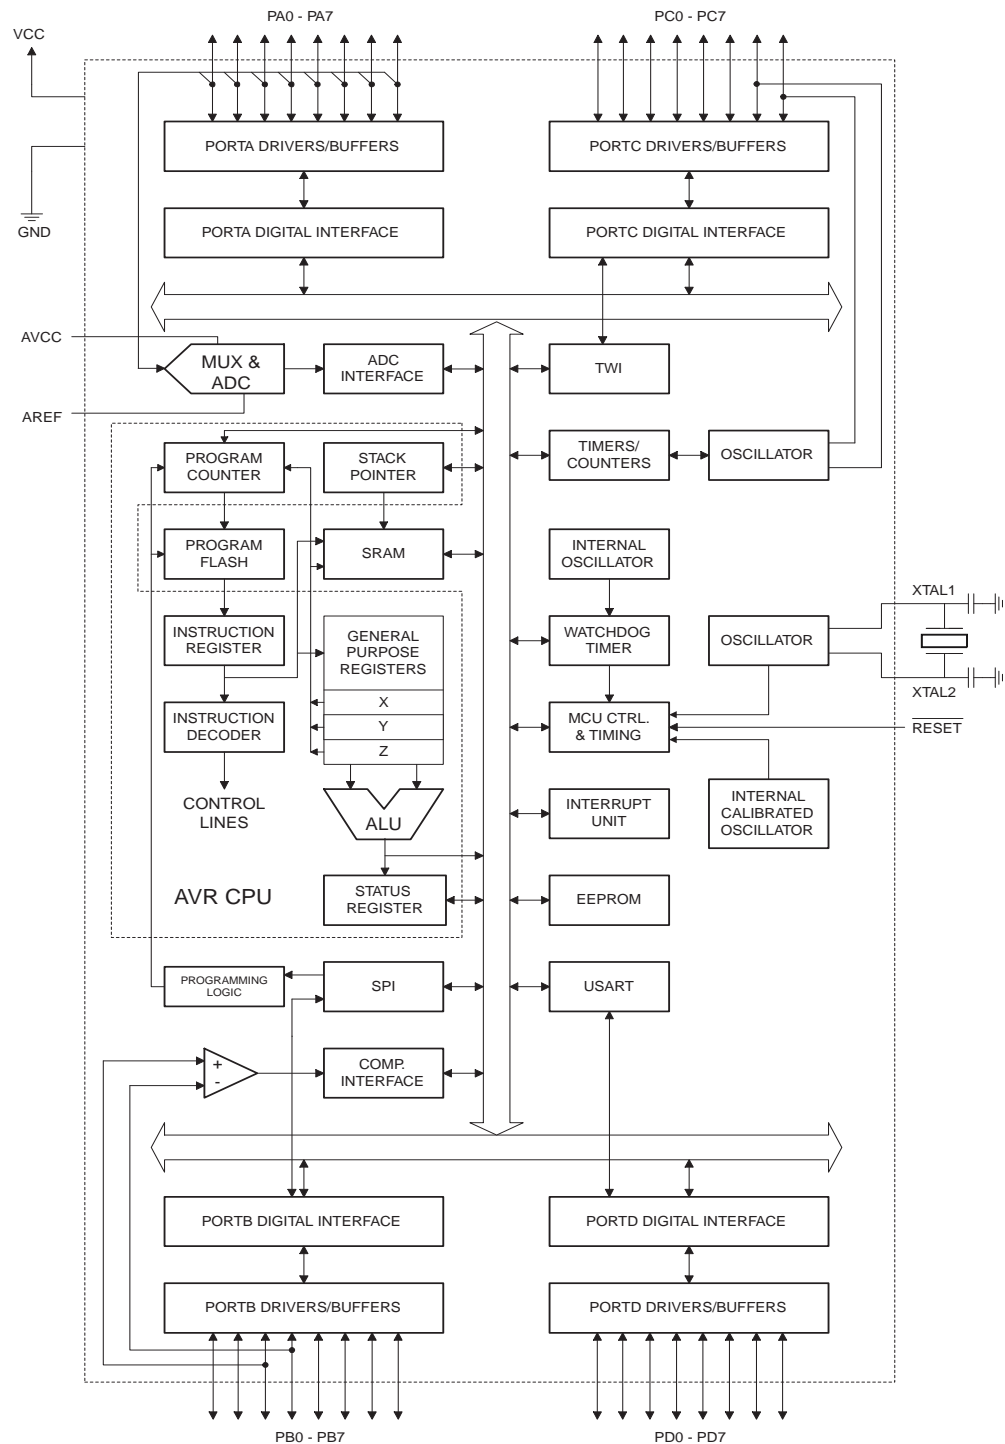 PA0 - PA7
PC0 - PC7
VCC
PORTA DRIVERS/BUFFERS
PORTC DRIVERS/BUFFERS
GND
PORTA DIGITAL INTERFACE
PORTC DIGITAL INTERFACE
AVCC
MUX &
ADC
ADC
INTERFACE
TWI
AREF
PROGRAM
COUNTER
STACK
POINTER
TIMERS/
COUNTERS
OSCILLATOR
PROGRAM
FLASH
SRAM
INTERNAL
OSCILLATOR
XTAL1
INSTRUCTION
REGISTER
GENERAL
PURPOSE
REGISTERS
WATCHDOG
TIMER
OSCILLATOR
XTAL2
X
INSTRUCTION
DECODER
Y
MCU CTRL.
& TIMING
RESET
Z
CONTROL
LINES
ALU
INTERRUPT
UNIT
INTERNAL
CALIBRATED
OSCILLATOR
AVR CPU
STATUS
REGISTER
EEPROM
PROGRAMMING
LOGIC
SPI
USART
+
-
COMP.
INTERFACE
PORTB DIGITAL INTERFACE
PORTD DIGITAL INTERFACE
PORTB DRIVERS/BUFFERS
PORTD DRIVERS/BUFFERS
PB0 - PB7
PD0 - PD7